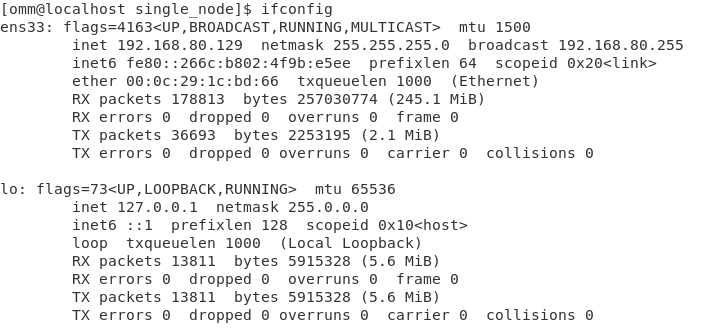 [omm@localhost single_node]$ ifconfig
ens33: flags=4163<UP,BROADCAST,RUNNING,MULTICAST>  mtu 1500
        inet 192.168.80.129  netmask 255.255.255.0  broadcast 192.168.80.255
        inet6 fe80::266c:b802:4f9b:e5ee  prefixlen 64  scopeid 0x20<link>
        ether 00:0c:29:1c:bd:66  txqueuelen 1000  (Ethernet)
        RX packets 178813  bytes 257030774 (245.1 MiB)
        RX errors 0  dropped 0  overruns 0  frame 0
        TX packets 36693  bytes 2253195 (2.1 MiB)
        TX errors 0  dropped 0 overruns 0  carrier 0  collisions 0

lo: flags=73<UP,LOOPBACK,RUNNING>  mtu 65536
        inet 127.0.0.1  netmask 255.0.0.0
        inet6 ::1  prefixlen 128  scopeid 0x10<host>
        loop  txqueuelen 1000  (Local Loopback)
        RX packets 13811  bytes 5915328 (5.6 MiB)
        RX errors 0  dropped 0  overruns 0  frame 0
        TX packets 13811  bytes 5915328 (5.6 MiB)
        TX errors 0  dropped 0 overruns 0  carrier 0  collisions 0